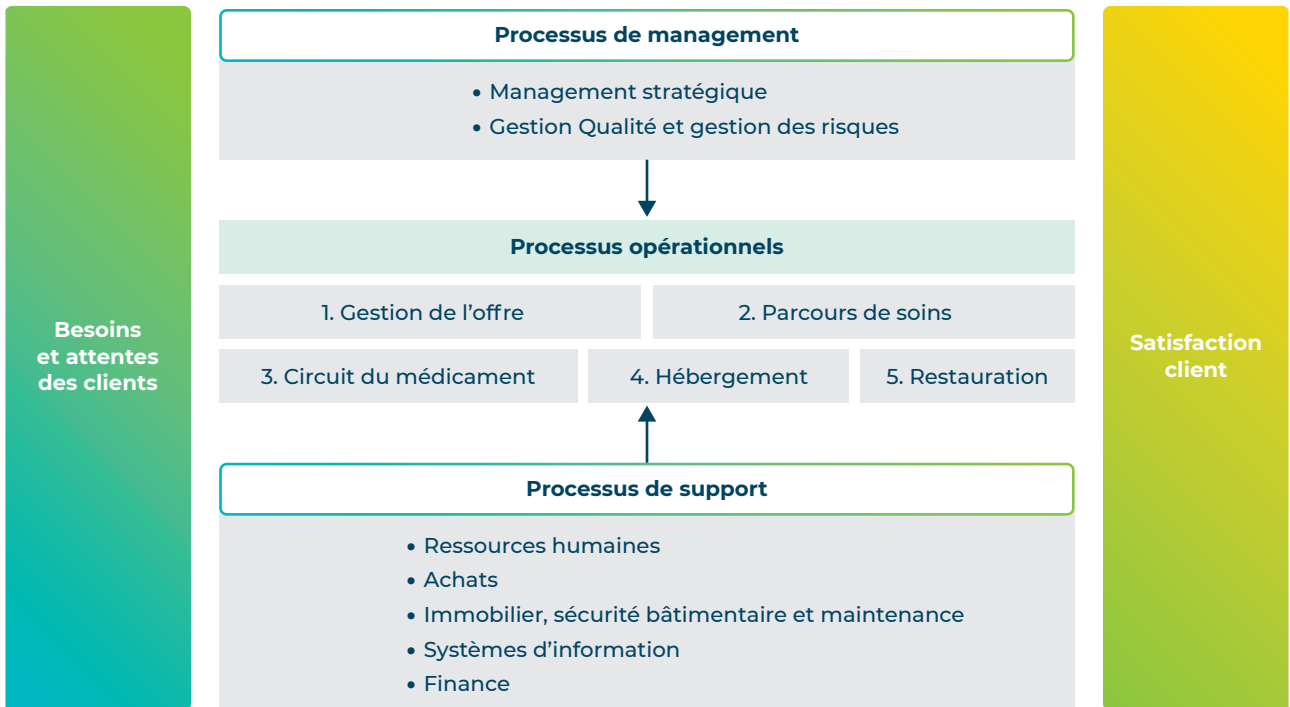 Besoins
et attentes
des clients
Processus de management
• Management stratégique
• Gestion Qualité et gestion des risques
Processus opérationnels
1. Gestion de l’offre
2. Parcours de soins
3. Circuit du médicament
4. Hébergement
5. Restauration
Processus de support
• Ressources humaines
• Achats
• Immobilier, sécurité bâtimentaire et maintenance
• Systèmes d’information
• Finance
Satisfaction
client